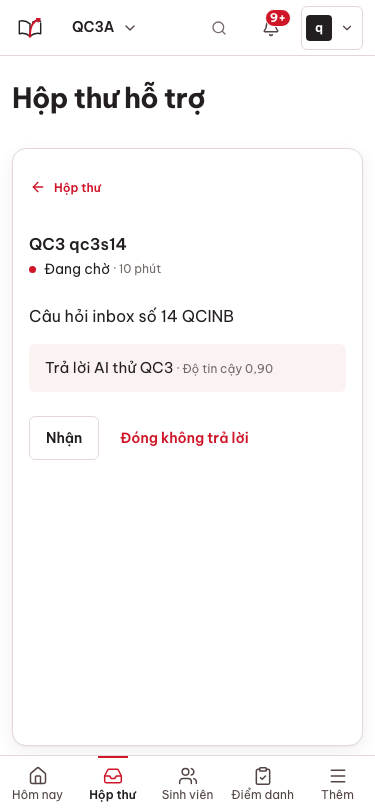 QC3A
9+
q
Hộp thư hỗ trợ
Hộp thư
QC3 qc3s14
Đang chờ · 10 phút
Câu hỏi inbox số 14 QCINB
Trả lời AI thử QC3 · Độ tin cậy 0,90
Nhận
Đóng không trả lời
Hôm nay
Hộp thư
Sinh viên
Điểm danh
Thêm